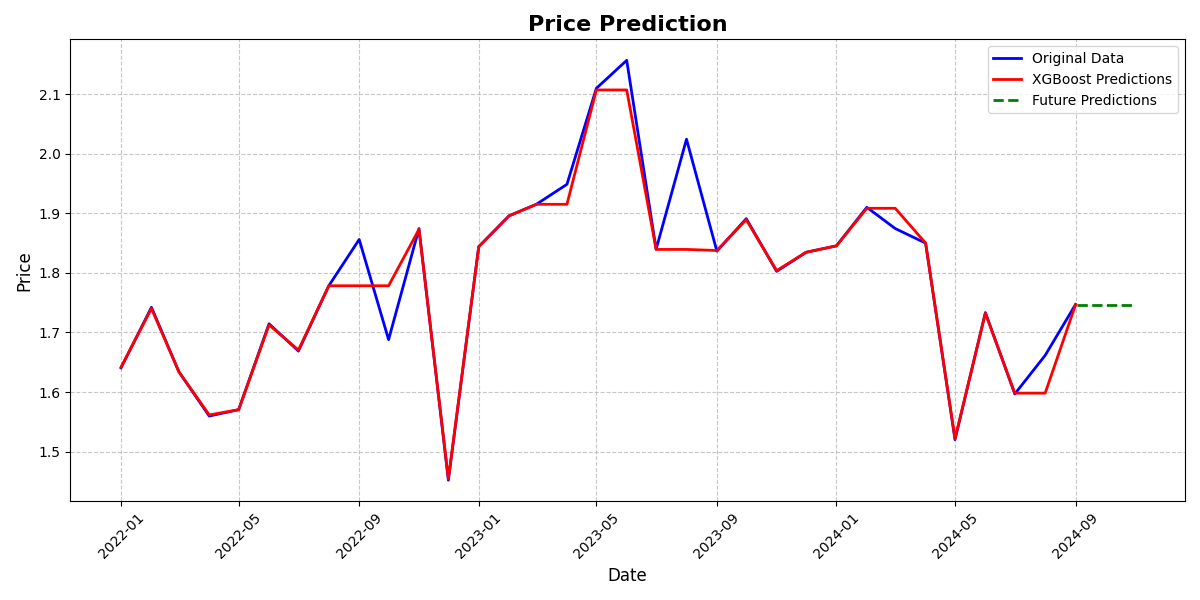 Price Prediction
Original Data
XGBoost Predictions
Future Predictions
Price
2.1
2.0
1.9
1.8
1.7
1.6
1.5
2022-01
2022-05
2022-09
2023-01
2023-05
2023-09
2024-01
2024-05
2024-09
Date